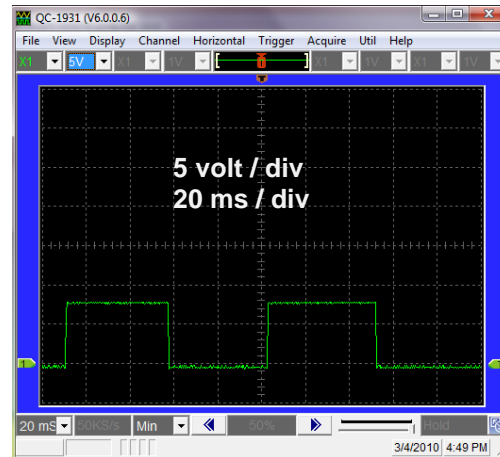 QC-1931 (V6.0.0.6)
File View Display Channel Horizontal Trigger Acquire Util Help
X1 5V X1 1V X1 1V X1 1V
5 volt / div
20 ms / div
1
20 mS 50KS/s Min 50% Hold
3/4/2010 4:49 PM